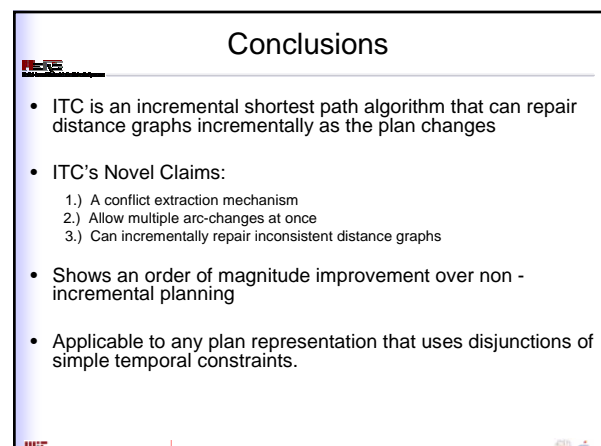 Conclusions
• ITC is an incremental shortest path algorithm that can repair
distance graphs incrementally as the plan changes
• ITC's Novel Claims:
1.) A conflict extraction mechanism
2.) Allow multiple arc-changes at once
3.) Can incrementally repair inconsistent distance graphs
• Shows an order of magnitude improvement over non -
incremental planning
• Applicable to any plan representation that uses disjunctions of
simple temporal constraints.